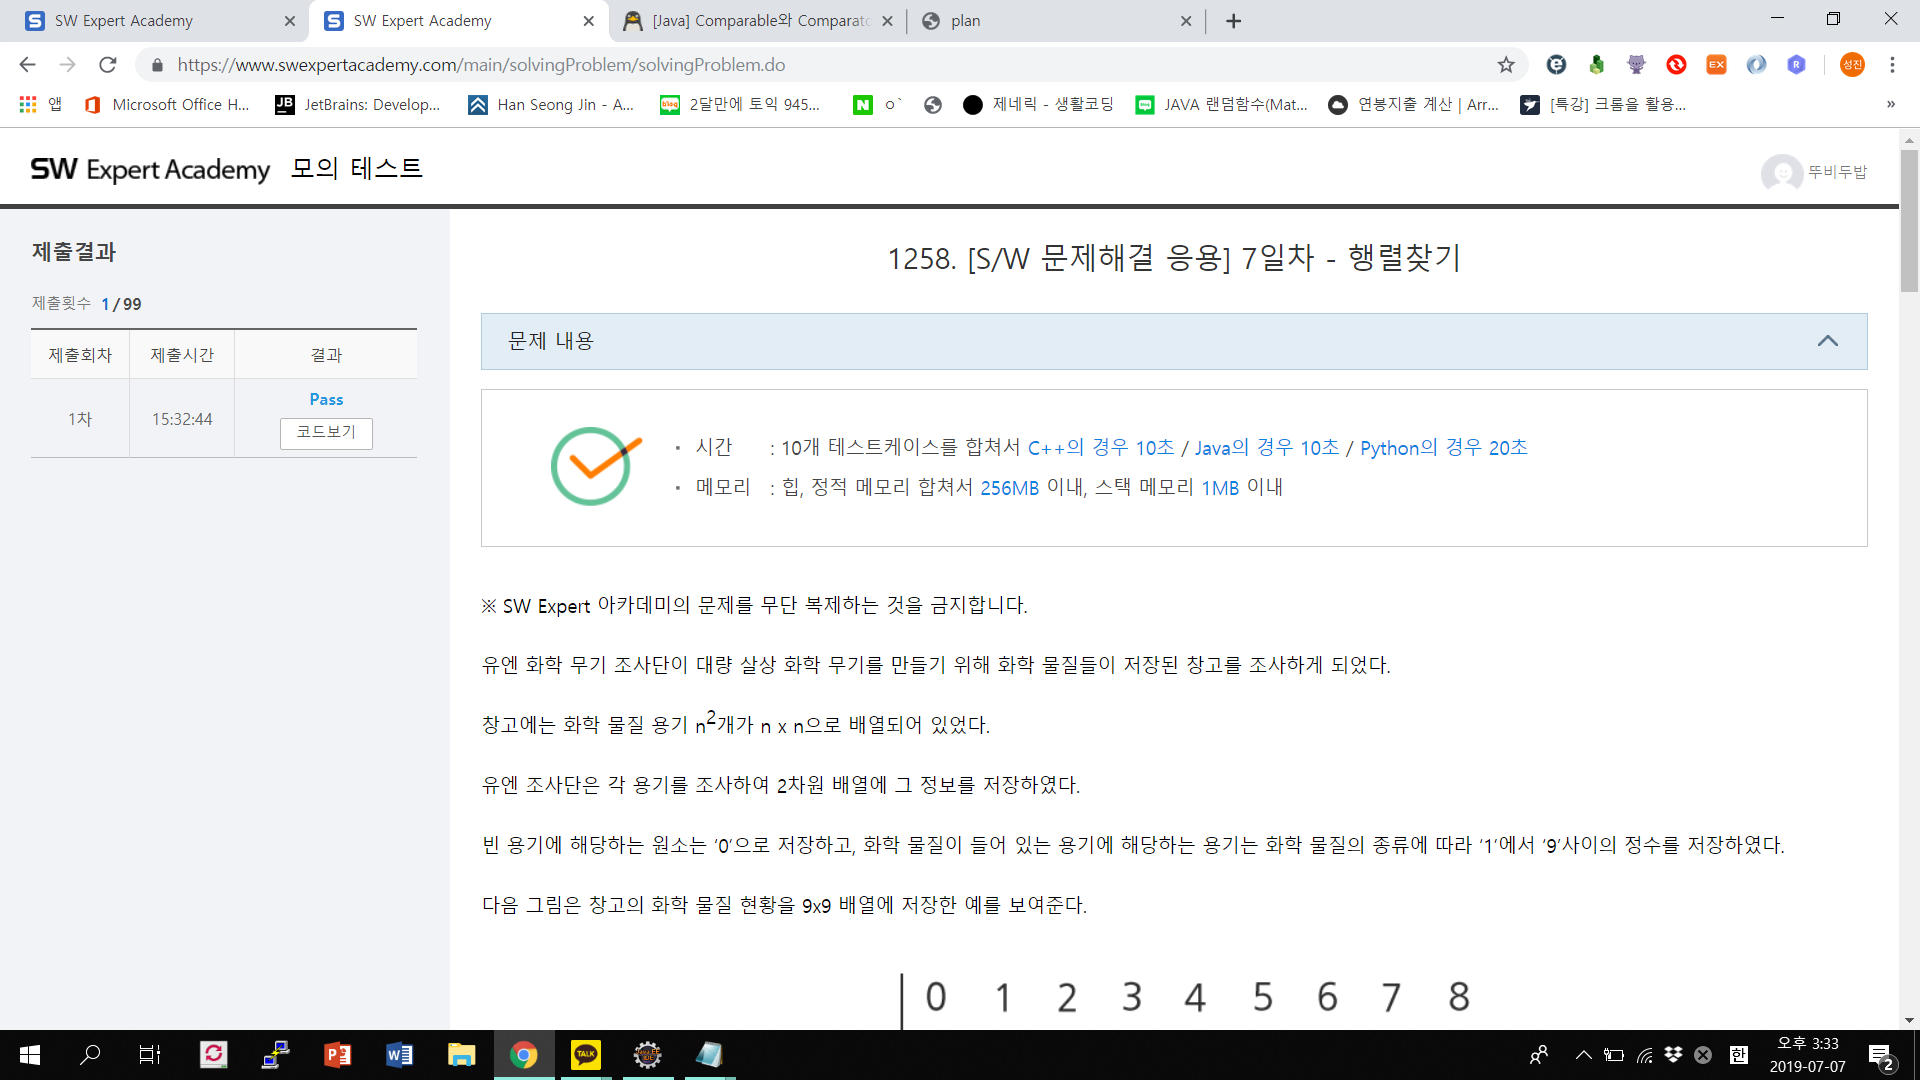 SW Expert Academy
SW Expert Academy
[Java] Comparable와 Comparato
plan
https://www.swexpertacademy.com/main/solvingProblem/solvingProblem.do
EX
R
성진
앱
Microsoft Office H...
JB
JetBrains: Develop...
Han Seong Jin - A...
blog
2달만에 토익 945...
N
ㅇ`
제네릭 - 생활코딩
JAVA 랜덤함수(Mat...
연봉지출 계산 | Arr...
[특강] 크롬을 활용...
»
SW Expert Academy 모의 테스트
뚜비두밥
제출결과
제출횟수 1 / 99
제출회차 제출시간 결과
1차 15:32:44 Pass
코드보기
1258. [S/W 문제해결 응용] 7일차 - 행렬찾기
문제 내용
· 시간 : 10개 테스트케이스를 합쳐서 C++의 경우 10초 / Java의 경우 10초 / Python의 경우 20초
· 메모리 : 힙, 정적 메모리 합쳐서 256MB 이내, 스택 메모리 1MB 이내
※ SW Expert 아카데미의 문제를 무단 복제하는 것을 금지합니다.
유엔 화학 무기 조사단이 대량 살상 화학 무기를 만들기 위해 화학 물질들이 저장된 창고를 조사하게 되었다.
창고에는 화학 물질 용기 n²개가 n x n으로 배열되어 있었다.
유엔 조사단은 각 용기를 조사하여 2차원 배열에 그 정보를 저장하였다.
빈 용기에 해당하는 원소는 ‘0’으로 저장하고, 화학 물질이 들어 있는 용기에 해당하는 용기는 화학 물질의 종류에 따라 ‘1’에서 ‘9’사이의 정수를 저장하였다.
다음 그림은 창고의 화학 물질 현황을 9x9 배열에 저장한 예를 보여준다.
0 1 2 3 4 5 6 7 8
TALK
한
오후 3:33
2019-07-07
2